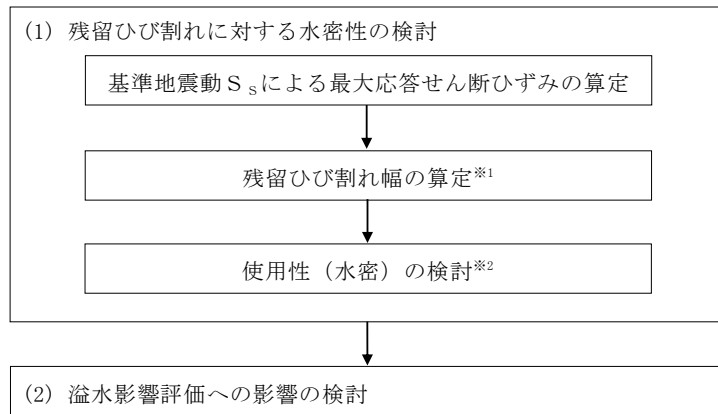 (1) 残留ひび割れに対する水密性の検討
基準地震動Ｓｓによる最大応答せん断ひずみの算定
残留ひび割れ幅の算定※1
使用性（水密）の検討※2
(2) 溢水影響評価への影響の検討